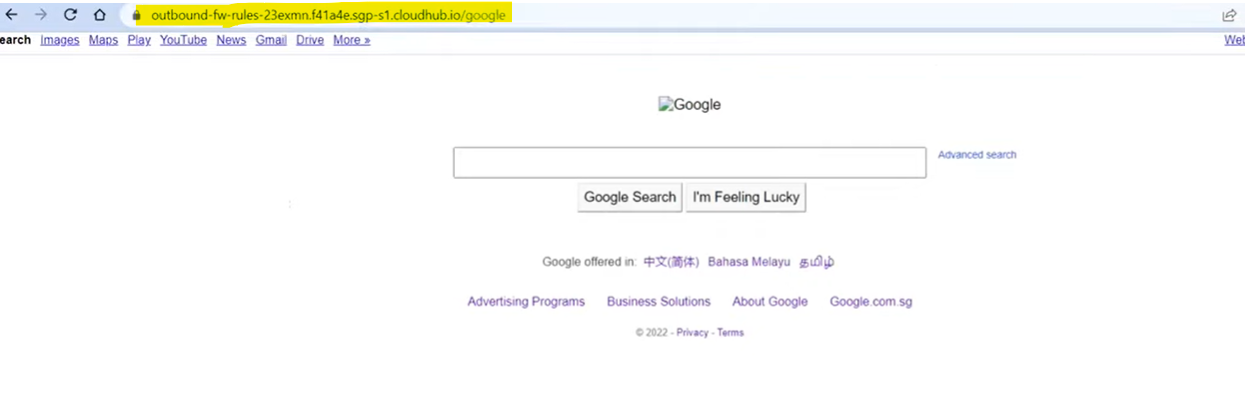 outbound-fw-rules-23exmn.f41a4e.sgp-s1.cloudhub.io/google
earch Images Maps Play YouTube News Gmail Drive More » Web
Google
Advanced search
Google Search I'm Feeling Lucky
Google offered in: 中文(简体) Bahasa Melayu தமிழ்
Advertising Programs Business Solutions About Google Google.com.sg
© 2022 - Privacy - Terms